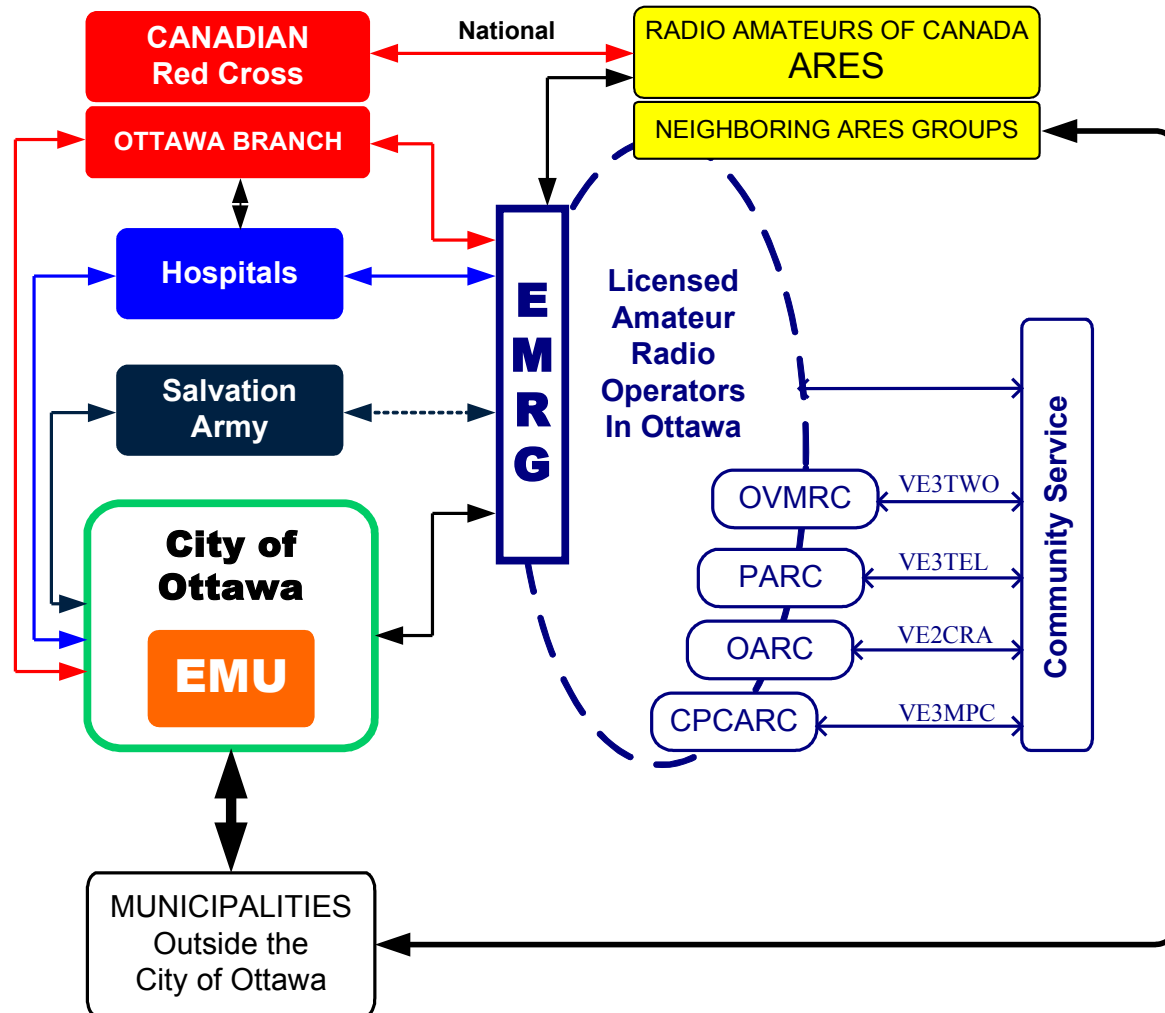 CANADIAN
Red Cross
National
RADIO AMATEURS OF CANADA
ARES
OTTAWA BRANCH
NEIGHBORING ARES GROUPS
Hospitals
E
M
R
G
Licensed
Amateur
Radio
Operators
In Ottawa
Salvation
Army
City of
Ottawa
EMU
OVMRC
VE3TWO
PARC
VE3TEL
OARC
VE2CRA
CPCARC
VE3MPC
Community Service
MUNICIPALITIES
Outside the
City of Ottawa